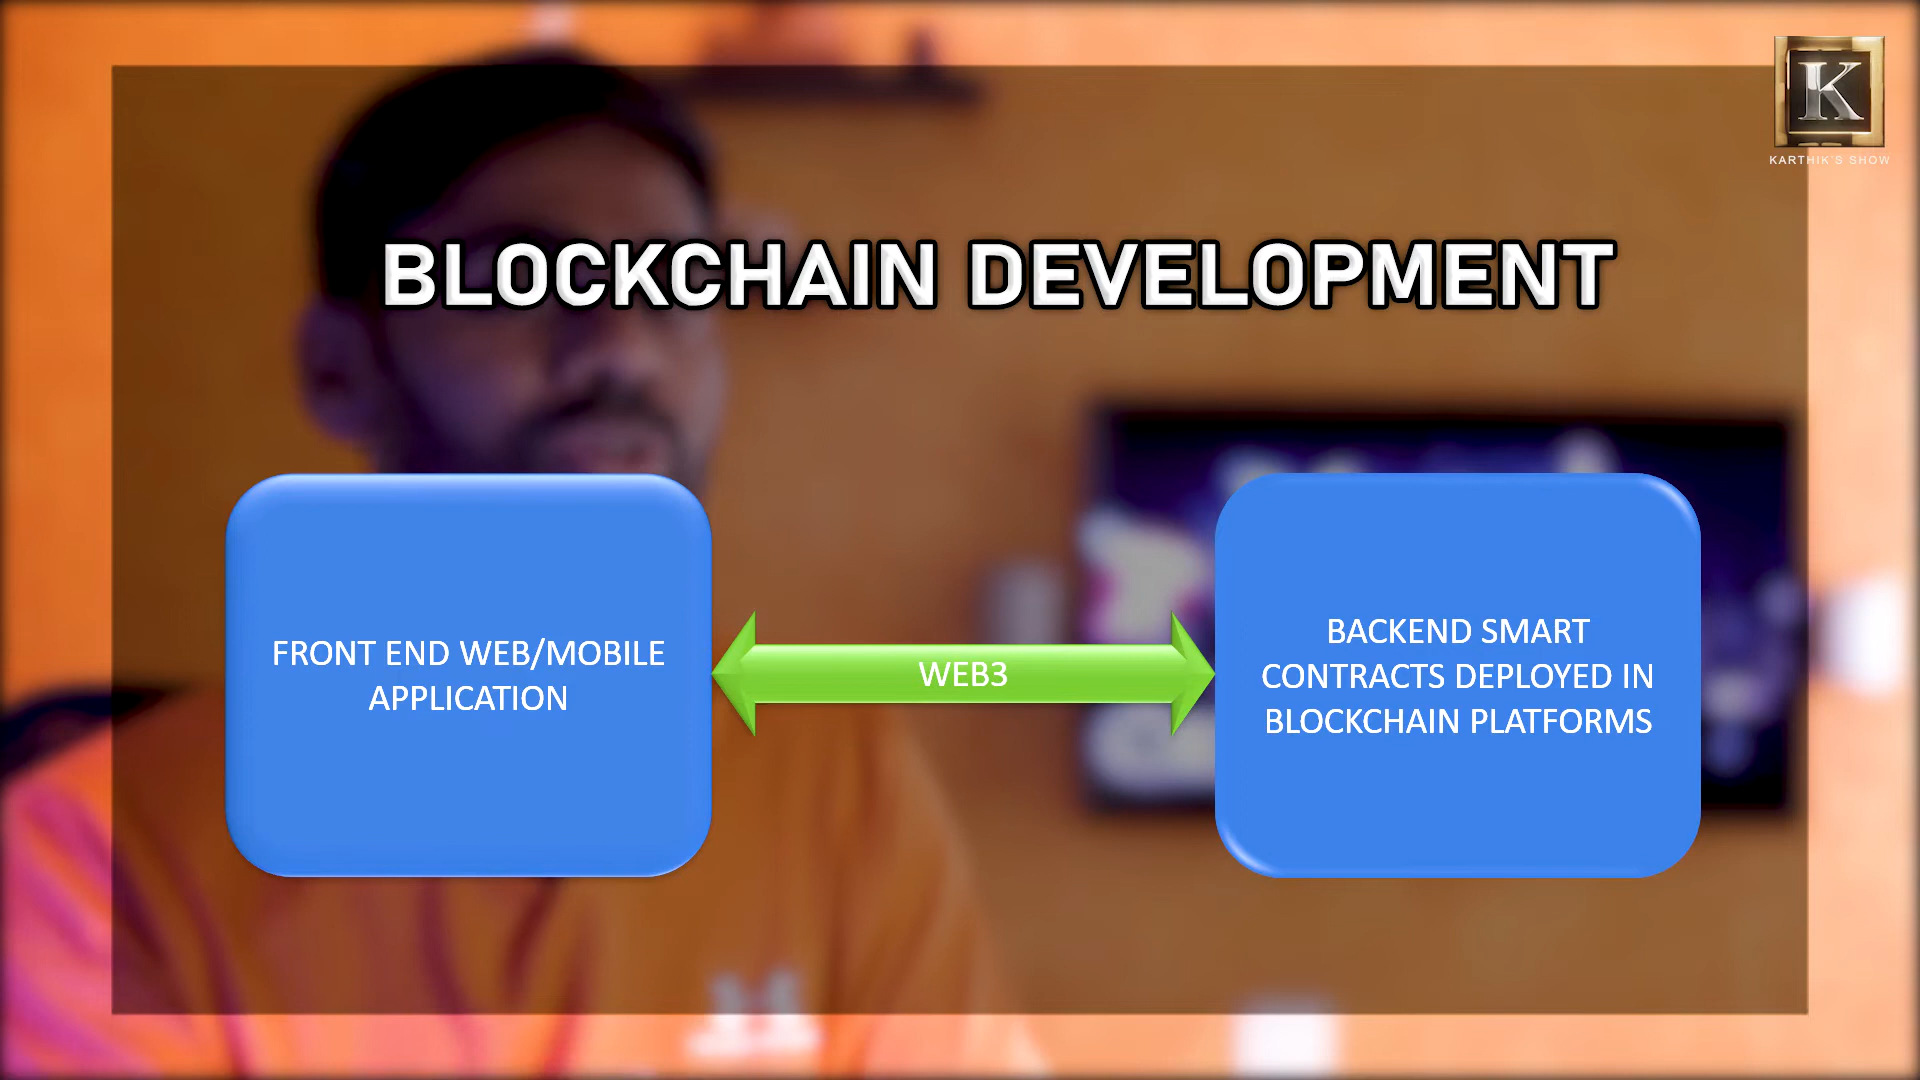 K
KARTHIK'S SHOW
BLOCKCHAIN DEVELOPMENT
FRONT END WEB/MOBILE
APPLICATION
WEB3
BACKEND SMART
CONTRACTS DEPLOYED IN
BLOCKCHAIN PLATFORMS